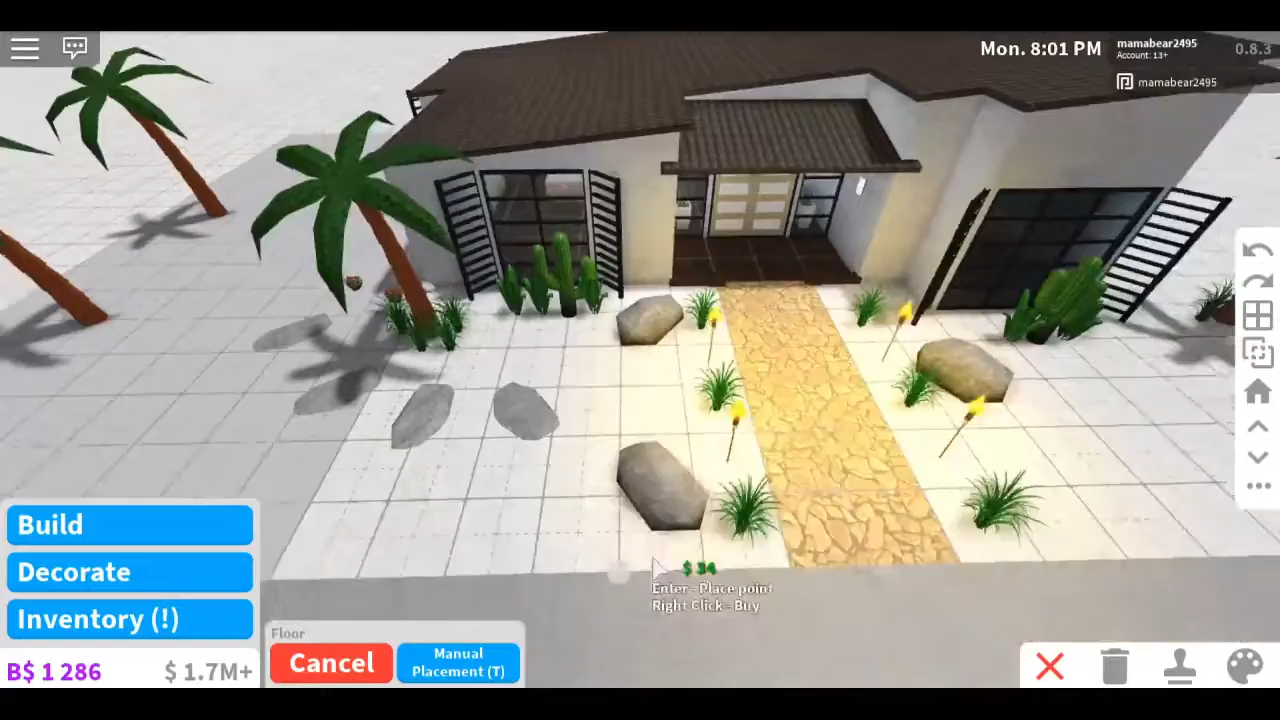 Mon. 8:01 PM
mamabear2495
Account: 13+
0.8.3
mamabear2495
$ 34
Enter - Place point
Right Click - Buy
Build
Decorate
Inventory (!)
B$ 1 286
$ 1.7M+
Floor
Cancel
Manual
Placement (T)